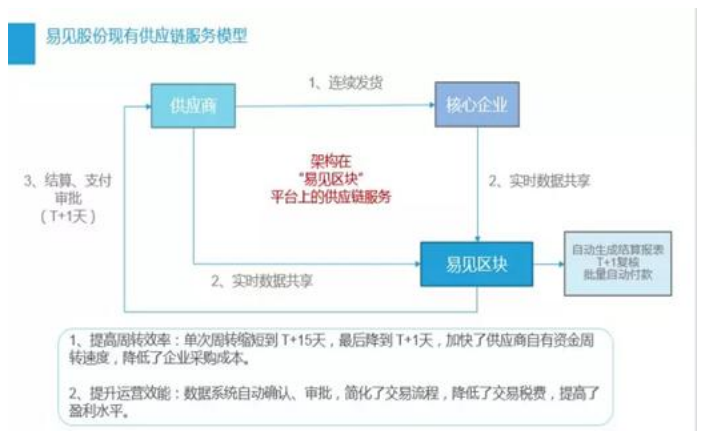 易见股份现有供应链服务模型
1、连续发货
供应商
核心企业
架构在
“易见区块”
平台上的供应链服务
3、结算、支付
审批
（T+1天）
2、实时数据共享
易见区块
自动生成结算报表
T+1复核
批量自动付款
2、实时数据共享
1、提高周转效率：单次周转缩短到 T+15天，最后降到 T+1天，加快了供应商自有资金周
转速度，降低了企业采购成本。
2、提升运营效能：数据系统自动确认、审批，简化了交易流程，降低了交易税费，提高了
盈利水平。